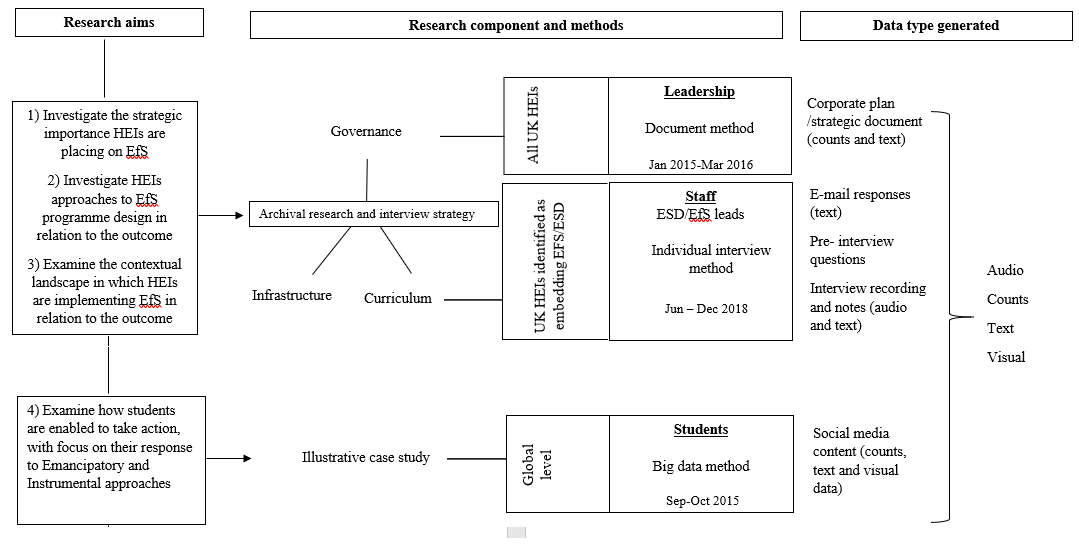 Research aims
Research component and methods
Data type generated
1) Investigate the strategic
importance HEIs are
placing on EfS
2) Investigate HEIs
approaches to EfS
programme design in
relation to the outcome
3) Examine the contextual
landscape in which HEIs
are implementing EfS in
relation to the outcome
Governance
Archival research and interview strategy
Infrastructure
Curriculum
All UK HEIs
Leadership
Document method
Jan 2015-Mar 2016
UK HEIs identified as
embedding EFS/ESD
Staff
ESD/EfS leads
Individual interview
method
Jun – Dec 2018
Corporate plan
/strategic document
(counts and text)
E-mail responses
(text)
Pre- interview
questions
Interview recording
and notes (audio
and text)
Audio
Counts
Text
Visual
4) Examine how students
are enabled to take action,
with focus on their response
to Emancipatory and
Instrumental approaches
Illustrative case study
Global
level
Students
Big data method
Sep-Oct 2015
Social media
content (counts,
text and visual
data)